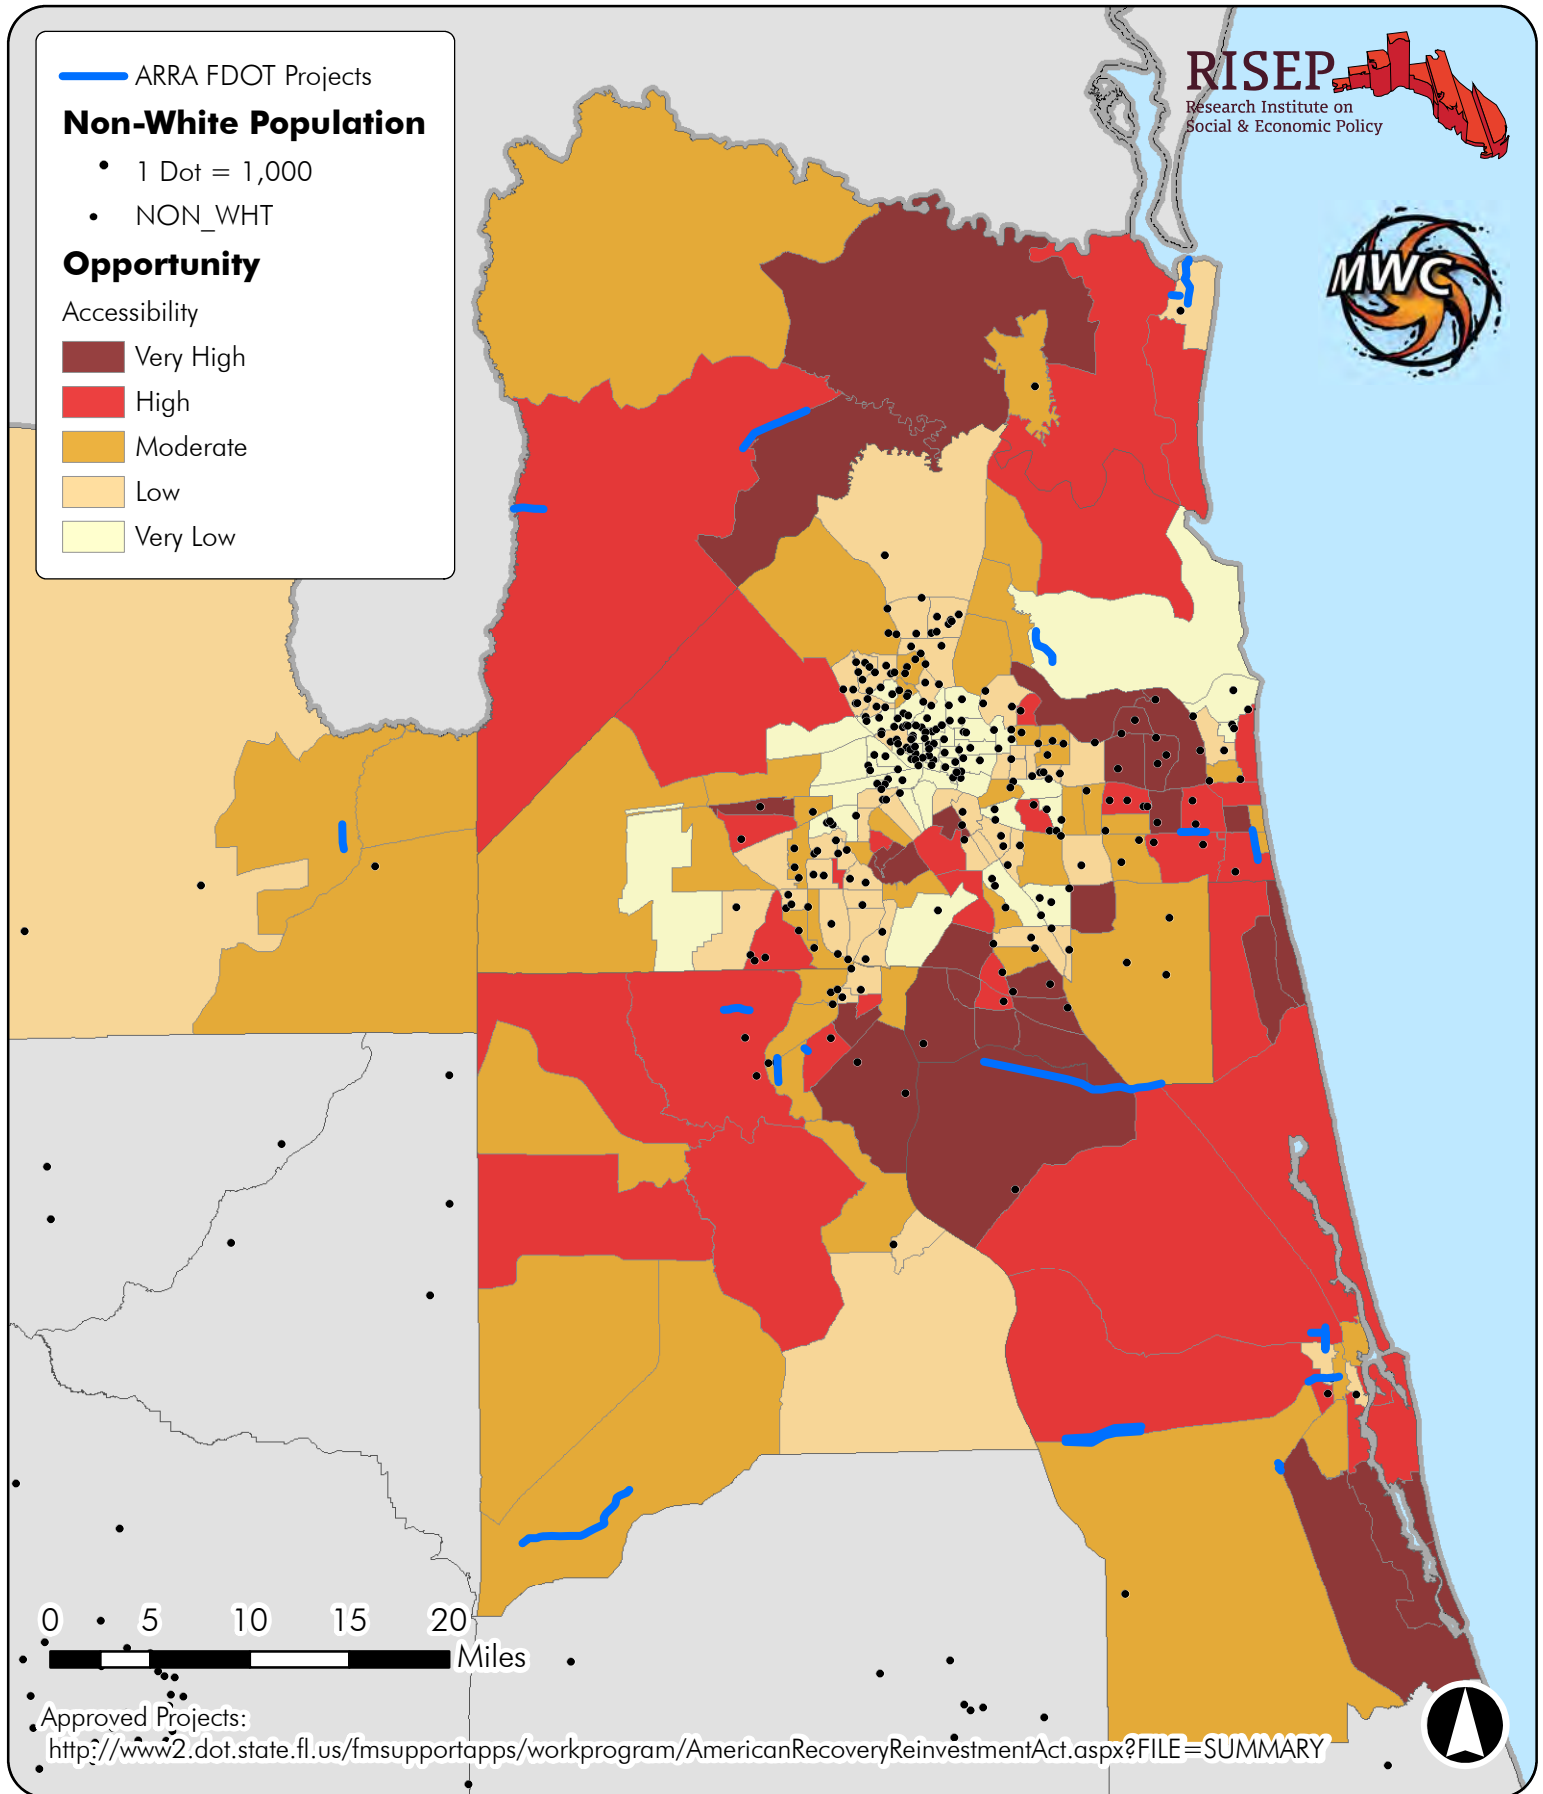 ARRA FDOT Projects
Non-White Population
1 Dot = 1,000
NON_WHT
Opportunity
Accessibility
Very High
High
Moderate
Low
Very Low
RISEP
Research Institute on
Social & Economic Policy
MWC
0 5 10 15 20
Miles
Approved Projects:
http://www2.dot.state.fl.us/fmsupportapps/workprogram/AmericanRecoveryReinvestmentAct.aspx?FILE=SUMMARY